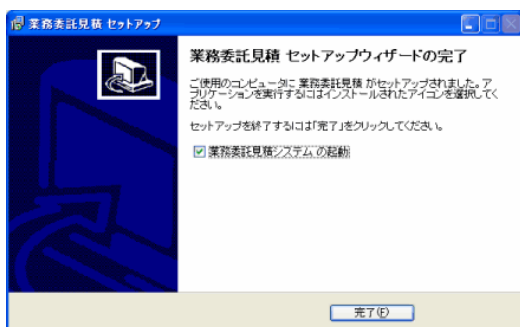 業務委託見積 セットアップ
業務委託見積 セットアップウィザードの完了
ご使用のコンピュータに 業務委託見積 がセットアップされました。ア
プリケーションを実行するにはインストールされたアイコンを選択してく
ださい。
セットアップを終了するには「完了」をクリックしてください。
業務委託見積システム の起動
完了(F)